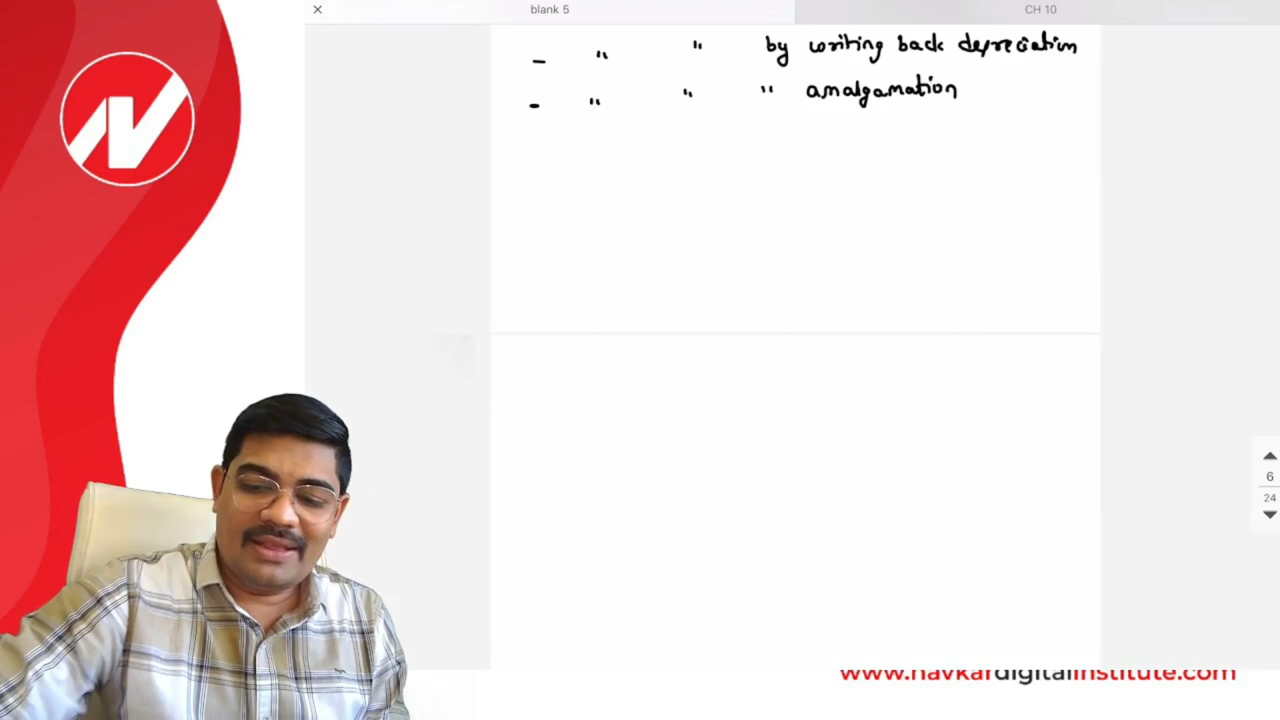 blank 5
CH 10
- " " by writing back depreciation
- " " " amalgamation
6
24
www.navkardigitalinstitute.com